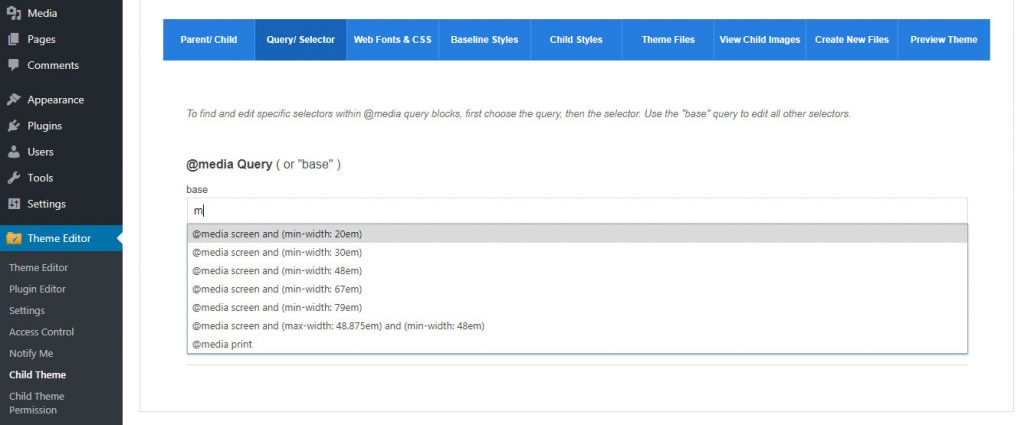 Media
Pages
Comments
Appearance
Plugins
Users
Tools
Settings
Theme Editor
Theme Editor
Plugin Editor
Settings
Access Control
Notify Me
Child Theme
Child Theme
Permission
Parent/ Child
Query/ Selector
Web Fonts & CSS
Baseline Styles
Child Styles
Theme Files
View Child Images
Create New Files
Preview Theme
To find and edit specific selectors within @media query blocks, first choose the query, then the selector. Use the "base" query to edit all other selectors.
@media Query ( or "base" )
base
m
@media screen and (min-width: 20em)
@media screen and (min-width: 30em)
@media screen and (min-width: 48em)
@media screen and (min-width: 67em)
@media screen and (min-width: 79em)
@media screen and (max-width: 48.875em) and (min-width: 48em)
@media print